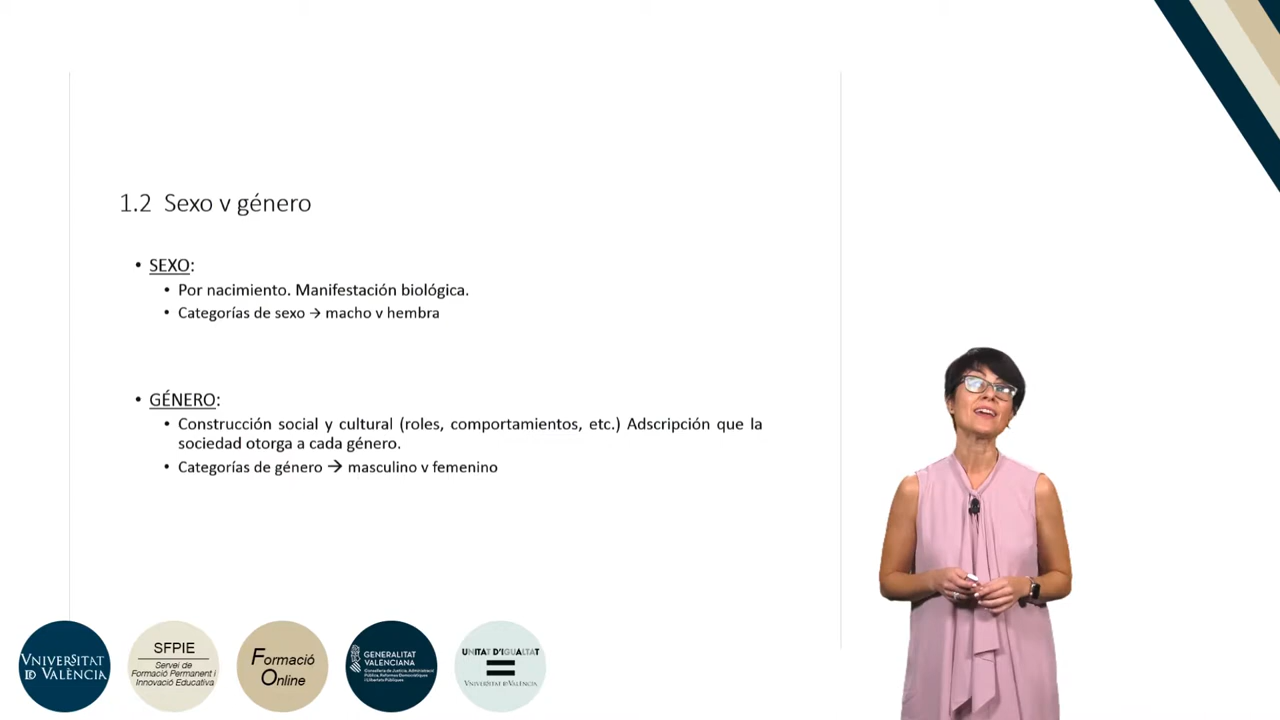 1.2 Sexo v género
• SEXO:
• Por nacimiento. Manifestación biológica.
• Categorías de sexo → macho v hembra
• GÉNERO:
• Construcción social y cultural (roles, comportamientos, etc.) Adscripción que la
sociedad otorga a cada género.
• Categorías de género → masculino v femenino
VNIVERSITAT
ID VALÈNCIA
SFPIE
Servei de
Formació Permanent i
Innovació Educativa
Formació
Online
GENERALITAT
VALENCIANA
Conselleria de Justícia, Administració
Pública, Reformes Democràtiques
i Llibertats Públiques
UNITAT D'IGUALTAT
VNIVERSITAT ID VALÈNCIA